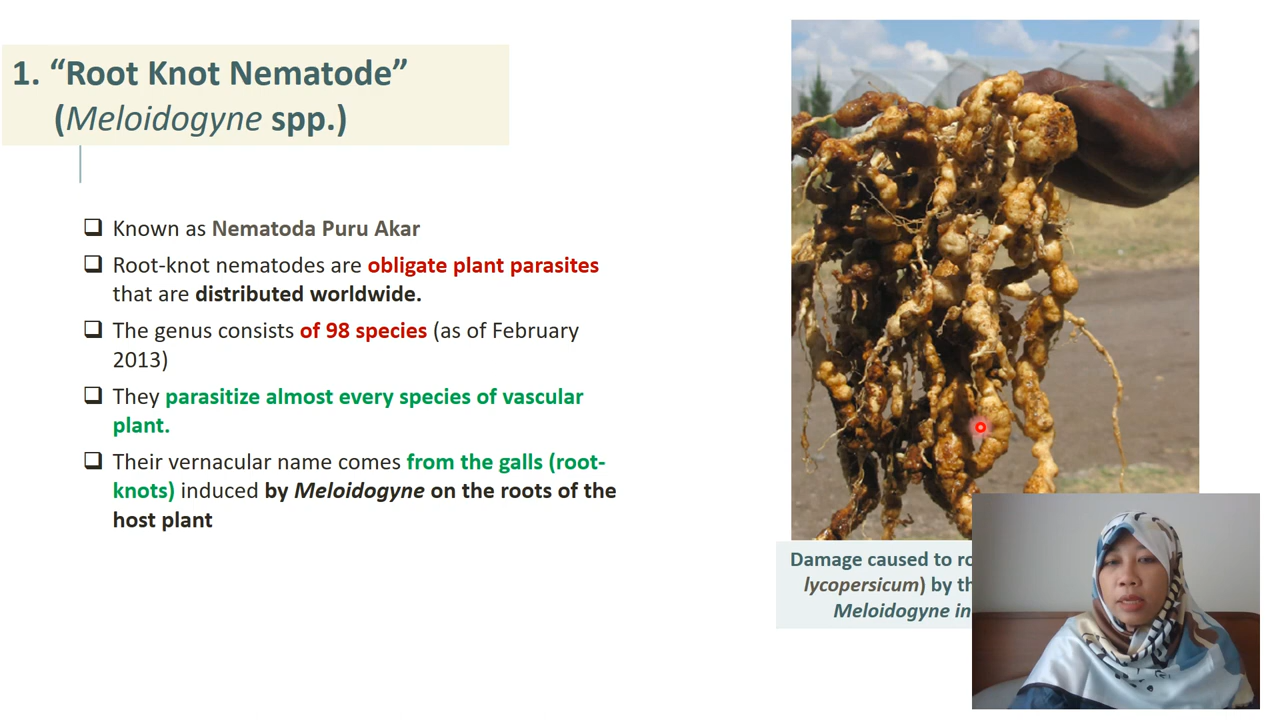 1. “Root Knot Nematode”
(Meloidogyne spp.)
❑ Known as Nematoda Puru Akar
❑ Root-knot nematodes are obligate plant parasites
that are distributed worldwide.
❑ The genus consists of 98 species (as of February
2013)
❑ They parasitize almost every species of vascular
plant.
❑ Their vernacular name comes from the galls (root-
knots) induced by Meloidogyne on the roots of the
host plant
Damage caused to
lycopersicum) by
Meloidogyne